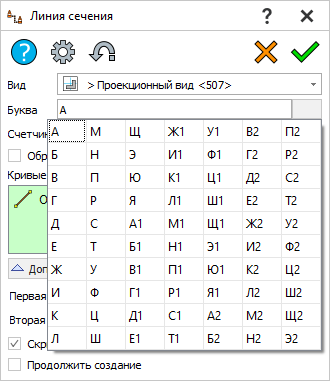 Линия сечения
?
Вид
> Проекционный вид <507>
Буква
А
Счетчик
Обр
Кривые
О
Доп
Первая
Вторая
Скр
Продолжить создание
А М Щ Ж1 У1 В2 П2
Б Н Э И1 Ф1 Г2 Р2
В П Ю К1 Ц1 Д2 С2
Г Р Я Л1 Ш1 Е2 Т2
Д С А1 М1 Щ1 Ж2 У2
Е Т Б1 Н1 Э1 И2 Ф2
Ж У В1 П1 Ю1 К2 Ц2
И Ф Г1 Р1 Я1 Л2 Ш2
К Ц Д1 С1 А2 М2 Щ2
Л Ш Е1 Т1 Б2 Н2 Э2